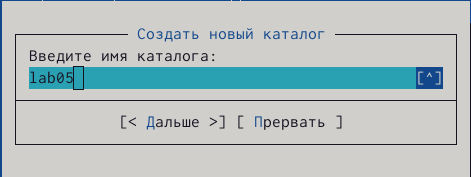 Создать новый каталог
Введите имя каталога:
lab05 [^]
[< Дальше >] [ Прервать ]